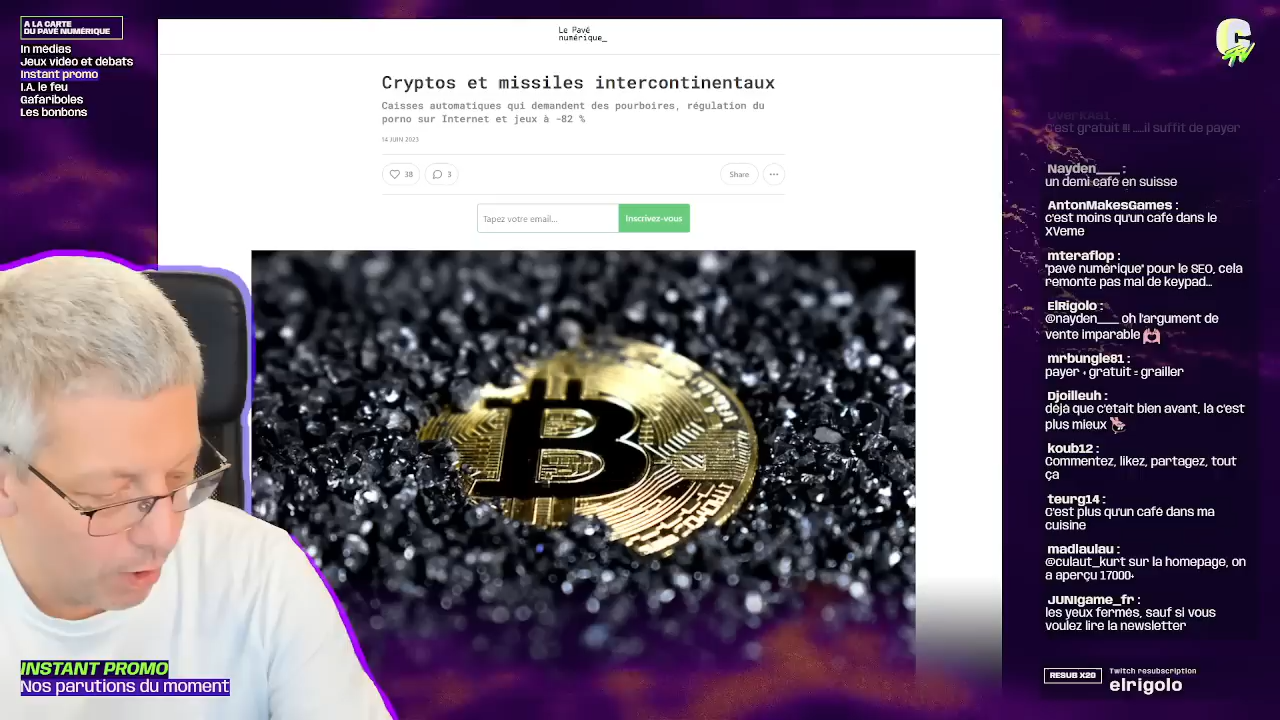 A LA CARTE
DU PAVÉ NUMÉRIQUE
In médias
Jeux vidéo et débats
Instant promo
I.A. le feu
Gafariboles
Les bonbons
Le Pavé
numérique_
Cryptos et missiles intercontinentaux
Caisses automatiques qui demandent des pourboires, régulation du
porno sur Internet et jeux à -82 %
14 JUIN 2023
38
3
Share
Tapez votre email...
Inscrivez-vous
C'est gratuit !!! .....il suffit de payer
Nayden___ :
un demi café en suisse
AntonMakesGames :
c'est moins qu'un café dans le
XVeme
mteraflop :
"pavé numérique" pour le SEO, cela
remonte pas mal de keypad...
ElRigolo :
@nayden___ oh l'argument de
vente imparable
mrbungle81 :
payer + gratuit = grailler
Djoilleuh :
déjà que c'était bien avant, là c'est
plus mieux
koub12 :
Commentez, likez, partagez, tout
ça
teurg14 :
C'est plus qu'un café dans ma
cuisine
madlaulau :
@culaut_kurt sur la homepage, on
a aperçu 17000+
JUNIgame_fr :
les yeux fermés, sauf si vous
voulez lire la newsletter
INSTANT PROMO
Nos parutions du moment
RESUB X20
Twitch resubscription
elrigolo